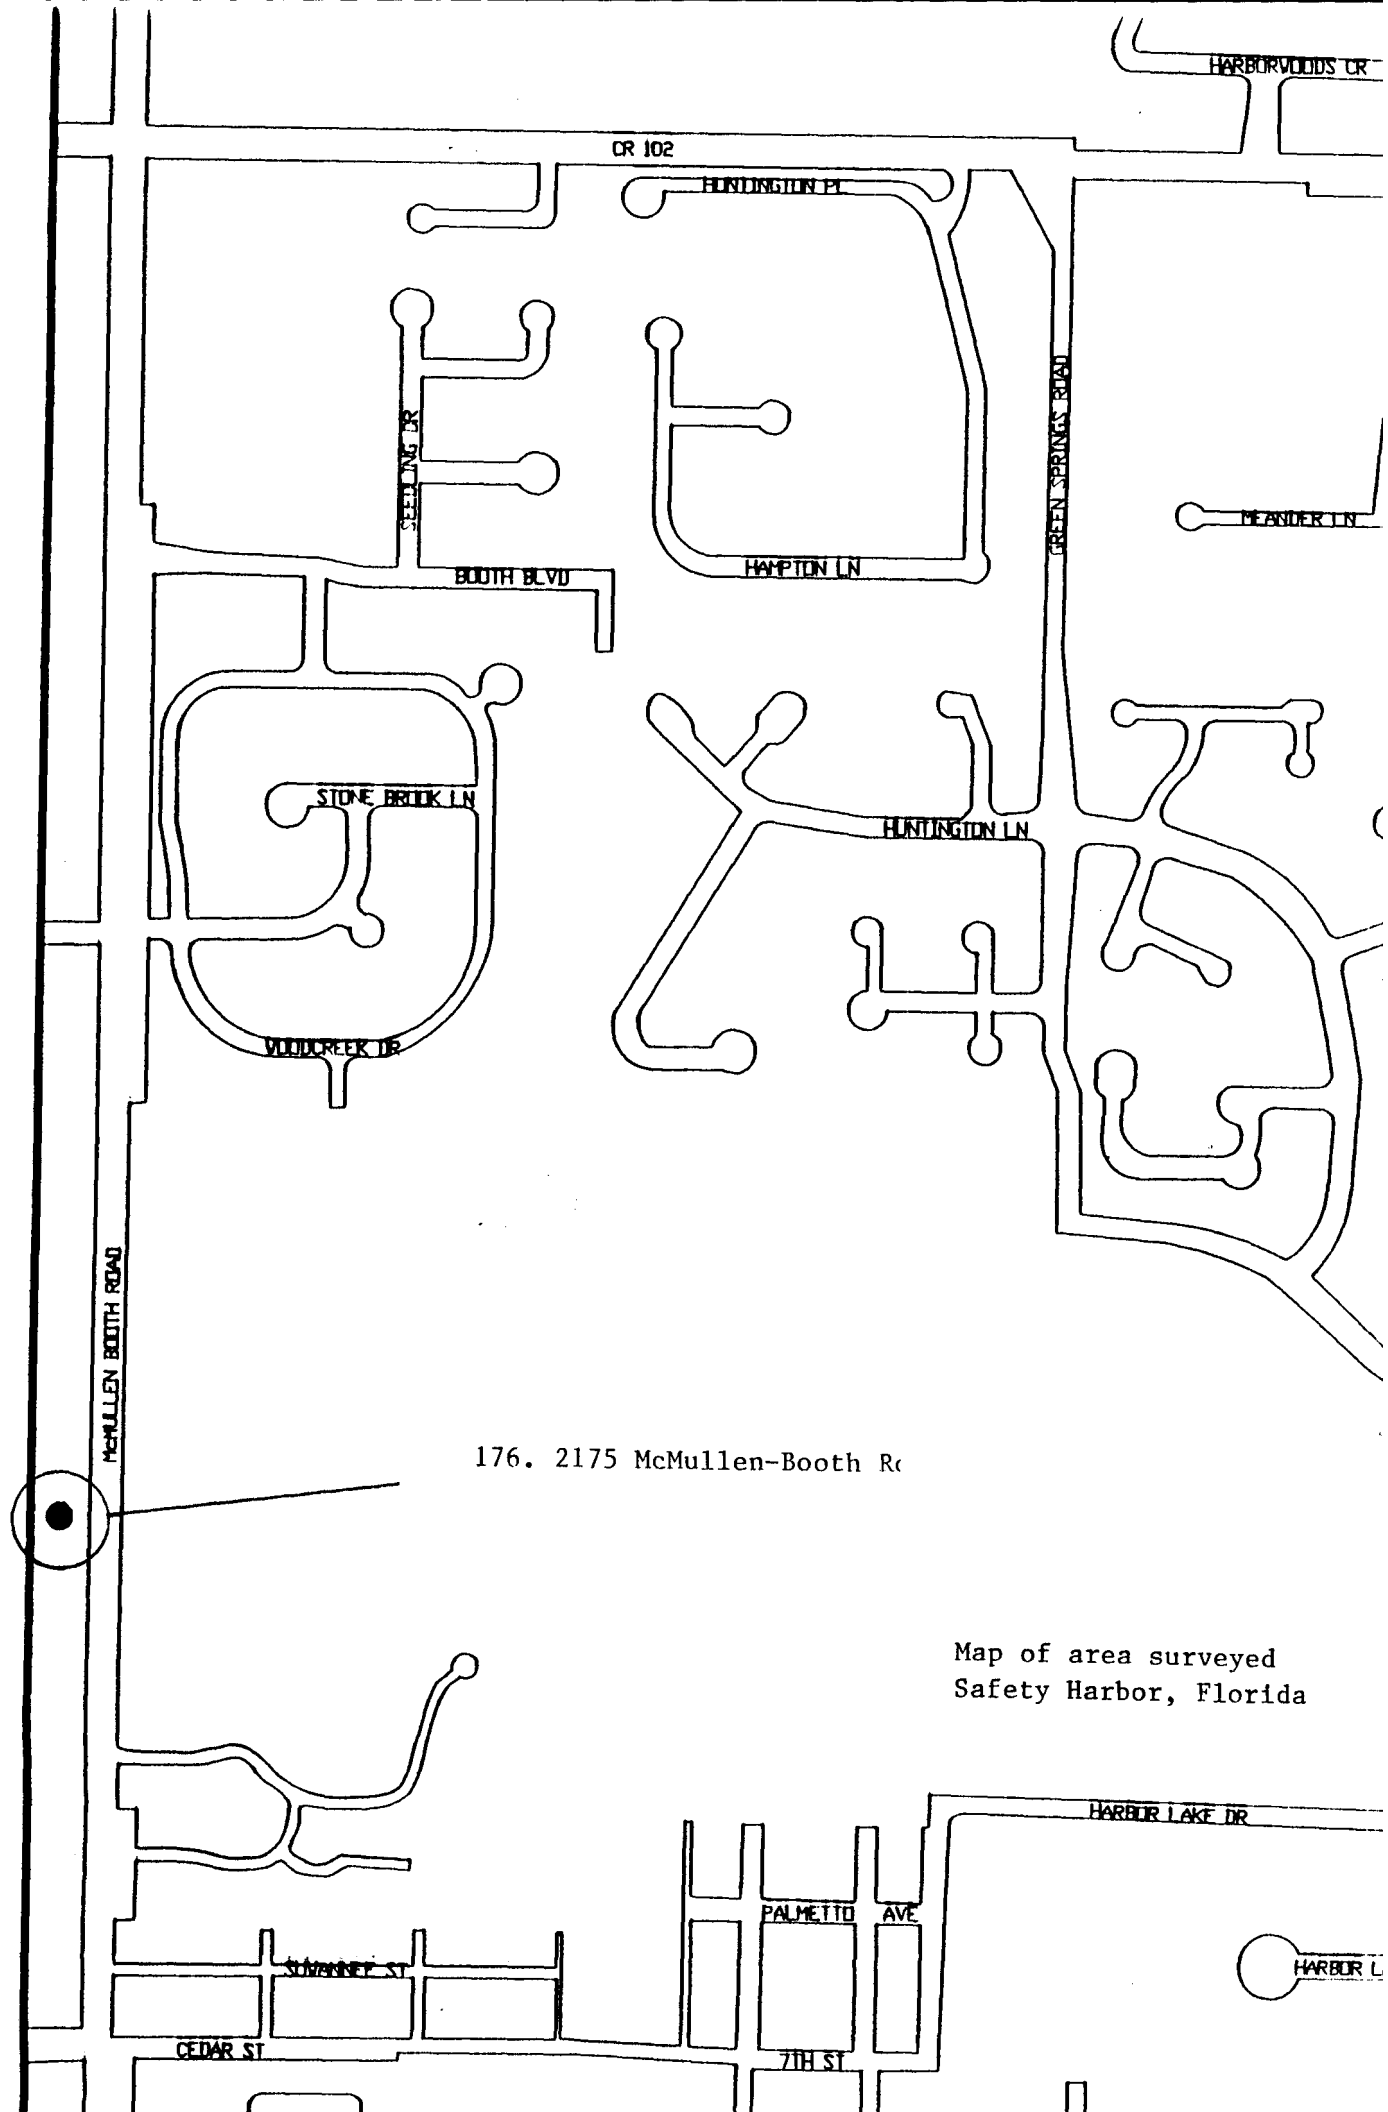 HARBORWOODS CR
CR 102
HUNTINGTON PL
GREEN SPRINGS ROAD
SEEDLING DR
MEANDER LN
HAMPTON LN
BOOTH BLVD
STONE BROOK LN
HUNTINGTON LN
WOODCREEK DR
McMULLEN BOOTH ROAD
176. 2175 McMullen-Booth
Map of area surveyed
Safety Harbor, Florida
HARBOR LAKE DR
PALMETTO AVE
SUWANNEE ST
HARBOR
CEDAR ST
7TH ST